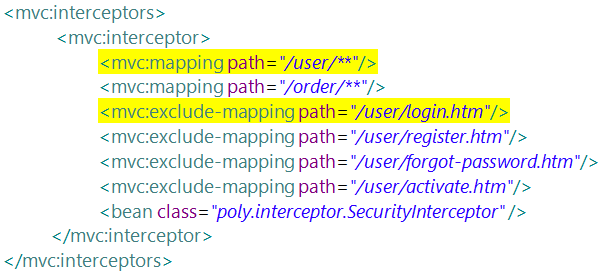 <mvc:interceptors>
<mvc:interceptor>
<mvc:mapping path="/user/**"/>
<mvc:mapping path="/order/**"/>
<mvc:exclude-mapping path="/user/login.htm"/>
<mvc:exclude-mapping path="/user/register.htm"/>
<mvc:exclude-mapping path="/user/forgot-password.htm"/>
<mvc:exclude-mapping path="/user/activate.htm"/>
<bean class="poly.interceptor.SecurityInterceptor"/>
</mvc:interceptor>
</mvc:interceptors>